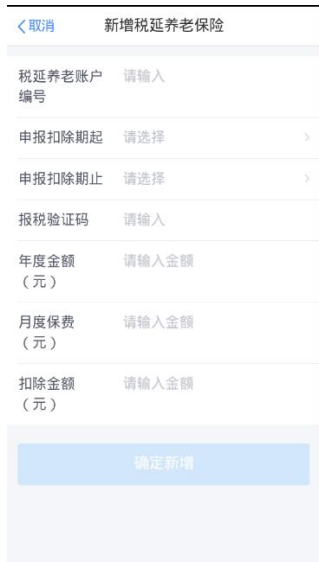 取消 新增税延养老保险
税延养老账户 请输入
编号
申报扣除期起 请选择
申报扣除期止 请选择
报税验证码 请输入
年度金额 请输入金额
（元）
月度保费 请输入金额
（元）
扣除金额 请输入金额
（元）
确定新增